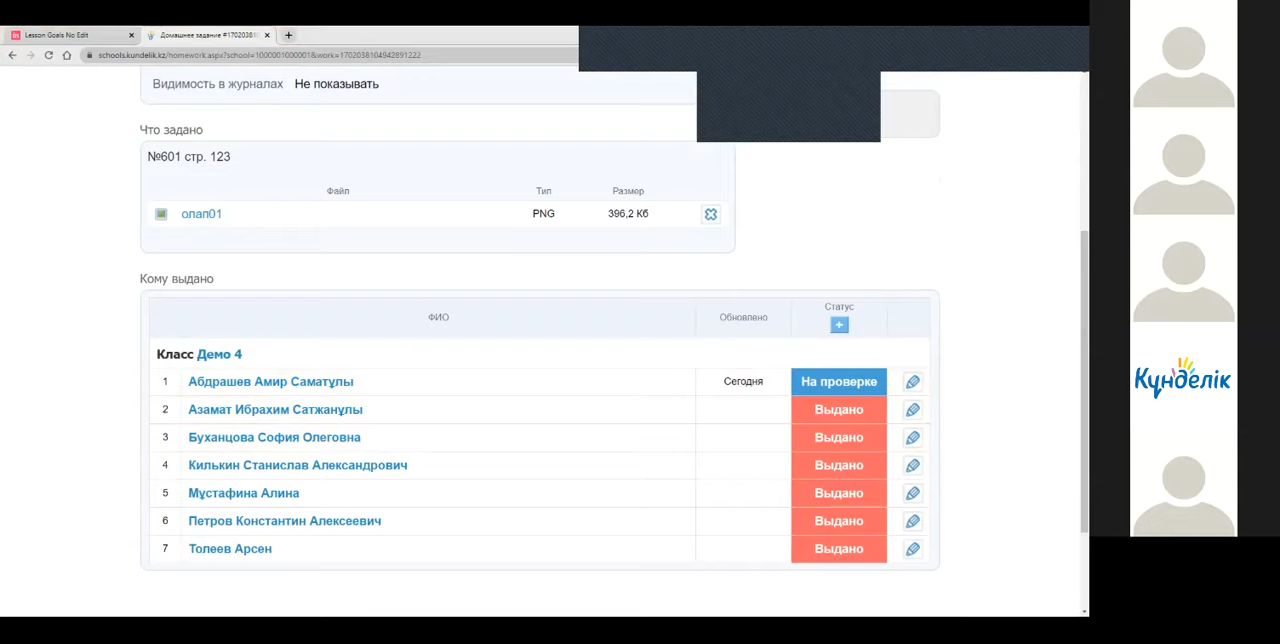 Lesson Goals No Edit
Домашнее задание #17020381
schools.kundelik.kz/homework.aspx?school=1000001000001&work=1702038104942891222
Видимость в журналах Не показывать
Что задано
№601 стр. 123
Файл Тип Размер
олап01 PNG 396,2 Кб
Кому выдано
ФИО Обновлено Статус
Класс Демо 4
1 Абдрашев Амир Саматұлы Сегодня На проверке
2 Азамат Ибрахим Сатжанұлы Выдано
3 Буханцова София Олеговна Выдано
4 Килькин Станислав Александрович Выдано
5 Мұстафина Алина Выдано
6 Петров Константин Алексеевич Выдано
7 Толеев Арсен Выдано
Күнделік